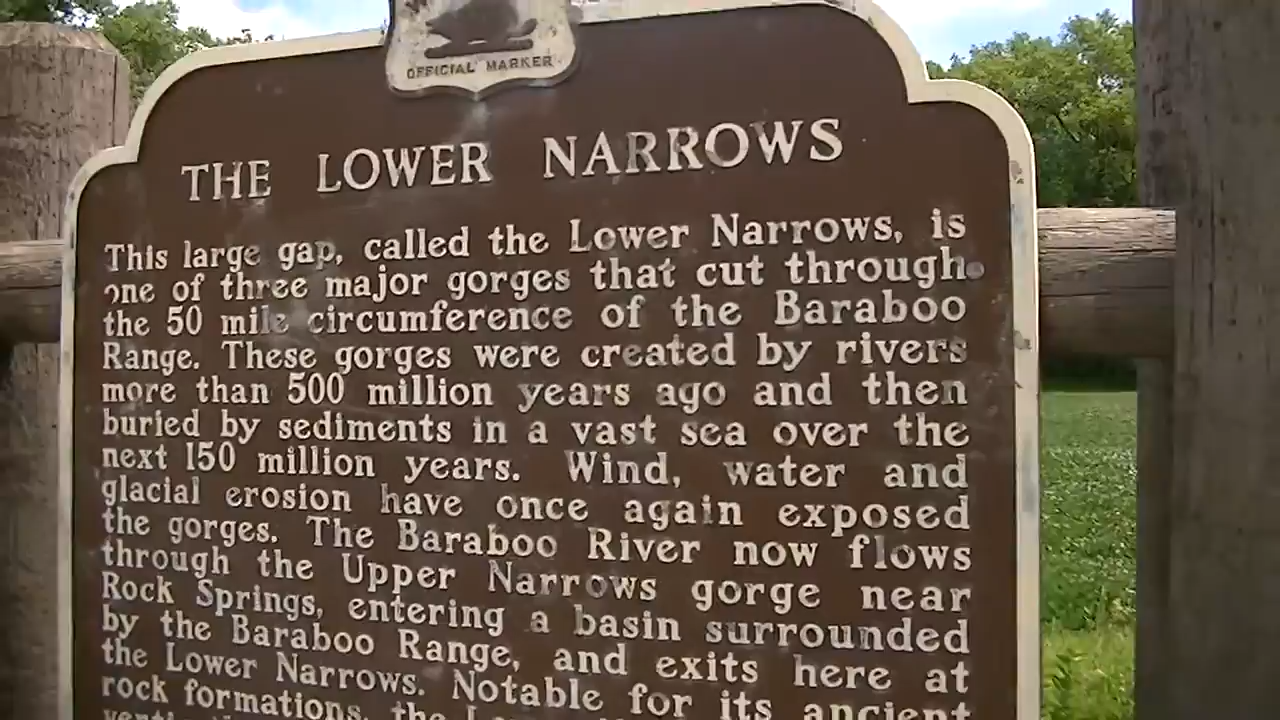 OFFICIAL MARKER
THE LOWER NARROWS
This large gap, called the Lower Narrows, is
one of three major gorges that cut through
the 50 mile circumference of the Baraboo
Range. These gorges were created by rivers
more than 500 million years ago and then
buried by sediments in a vast sea over the
next 150 million years. Wind, water and
glacial erosion have once again exposed
the gorges. The Baraboo River now flows
through the Upper Narrows gorge near
Rock Springs, entering a basin surrounded
by the Baraboo Range, and exits here at
the Lower Narrows. Notable for its ancient
rock formations, the